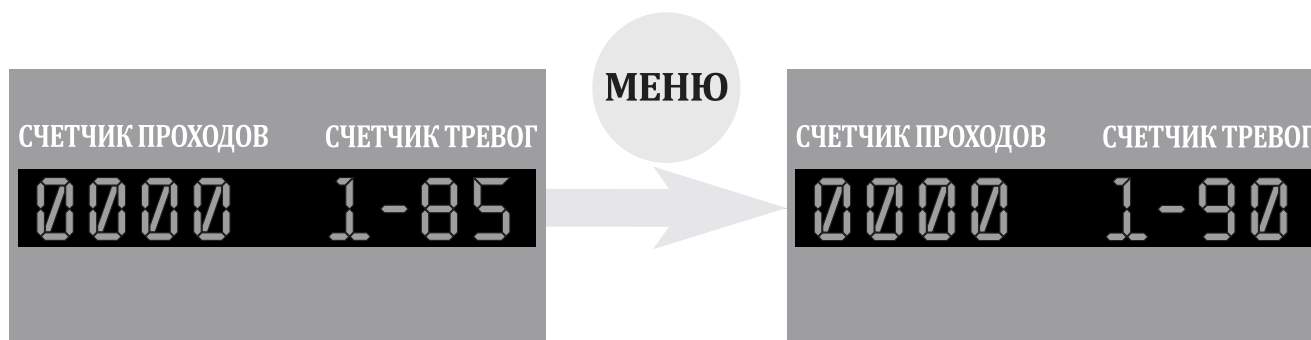 МЕНЮ
СЧЕТЧИК ПРОХОДОВ СЧЕТЧИК ТРЕВОГ
0000 1-85
СЧЕТЧИК ПРОХОДОВ СЧЕТЧИК ТРЕВОГ
0000 1-90